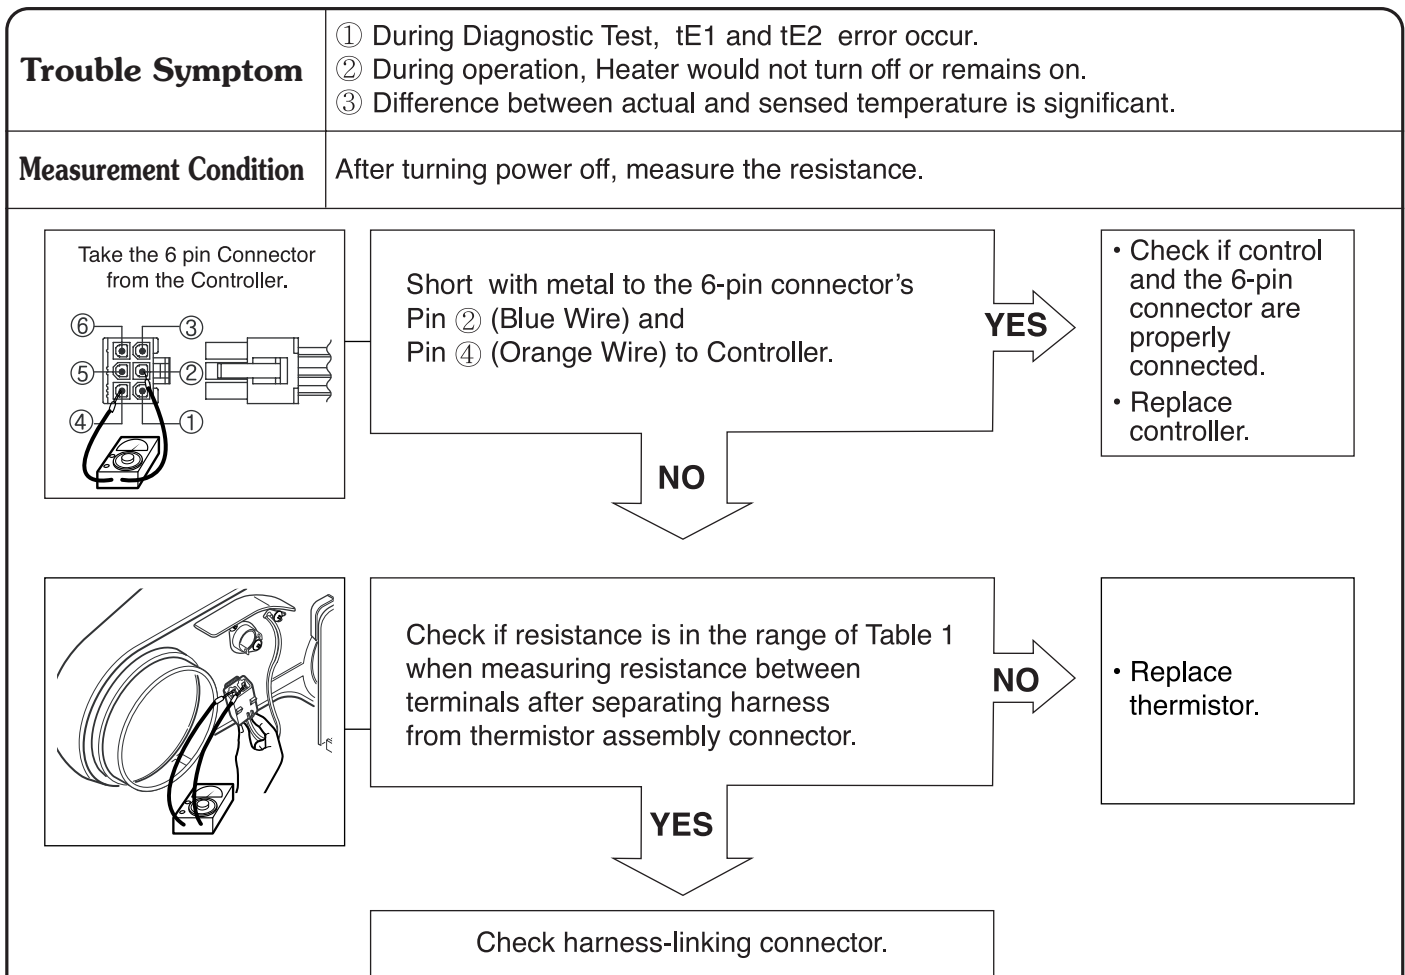 Trouble Symptom
① During Diagnostic Test, tE1 and tE2 error occur.
② During operation, Heater would not turn off or remains on.
③ Difference between actual and sensed temperature is significant.
Measurement Condition
After turning power off, measure the resistance.
Take the 6 pin Connector
from the Controller.
⑥
③
⑤
②
④
①
Short with metal to the 6-pin connector's
Pin ② (Blue Wire) and
Pin ④ (Orange Wire) to Controller.
YES
• Check if control
and the 6-pin
connector are
properly
connected.
• Replace
controller.
NO
Check if resistance is in the range of Table 1
when measuring resistance between
terminals after separating harness
from thermistor assembly connector.
NO
• Replace
thermistor.
YES
Check harness-linking connector.